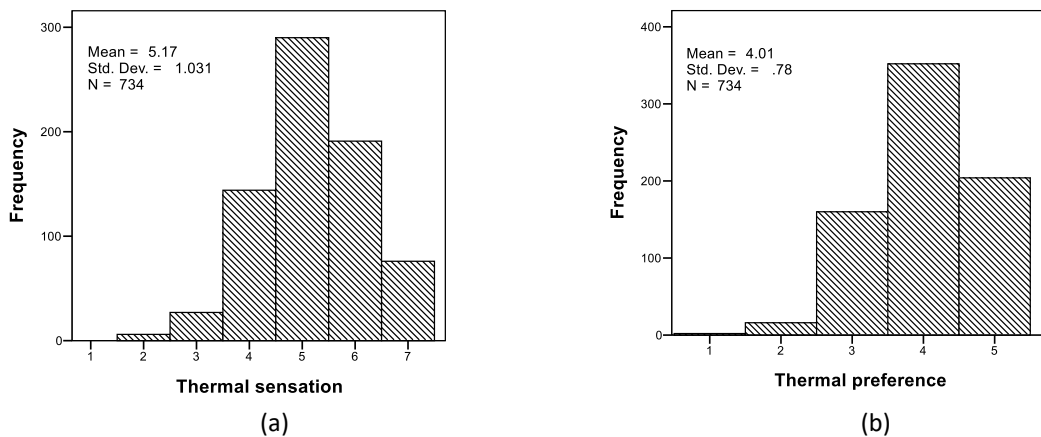 300
200
100
0
Frequency
Mean = 5.17
Std. Dev. = 1.031
N = 734
1 2 3 4 5 6 7
Thermal sensation
(a)
400
300
200
100
0
Frequency
Mean = 4.01
Std. Dev. = .78
N = 734
1 2 3 4 5
Thermal preference
(b)